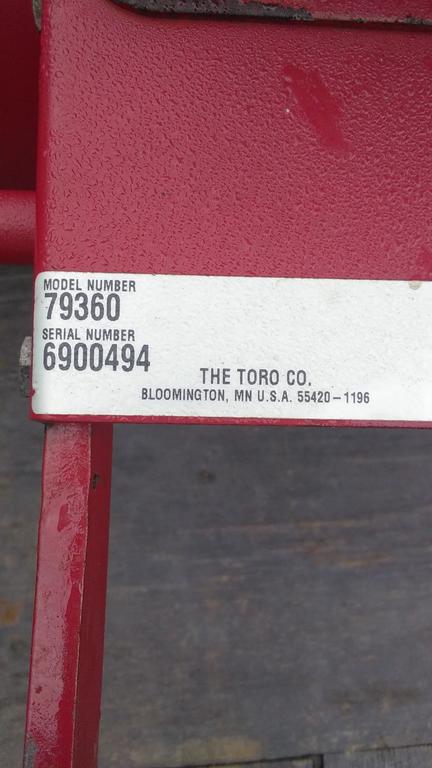 MODEL NUMBER
79360
SERIAL NUMBER
6900494
THE TORO CO.
BLOOMINGTON, MN U.S.A. 55420-1196